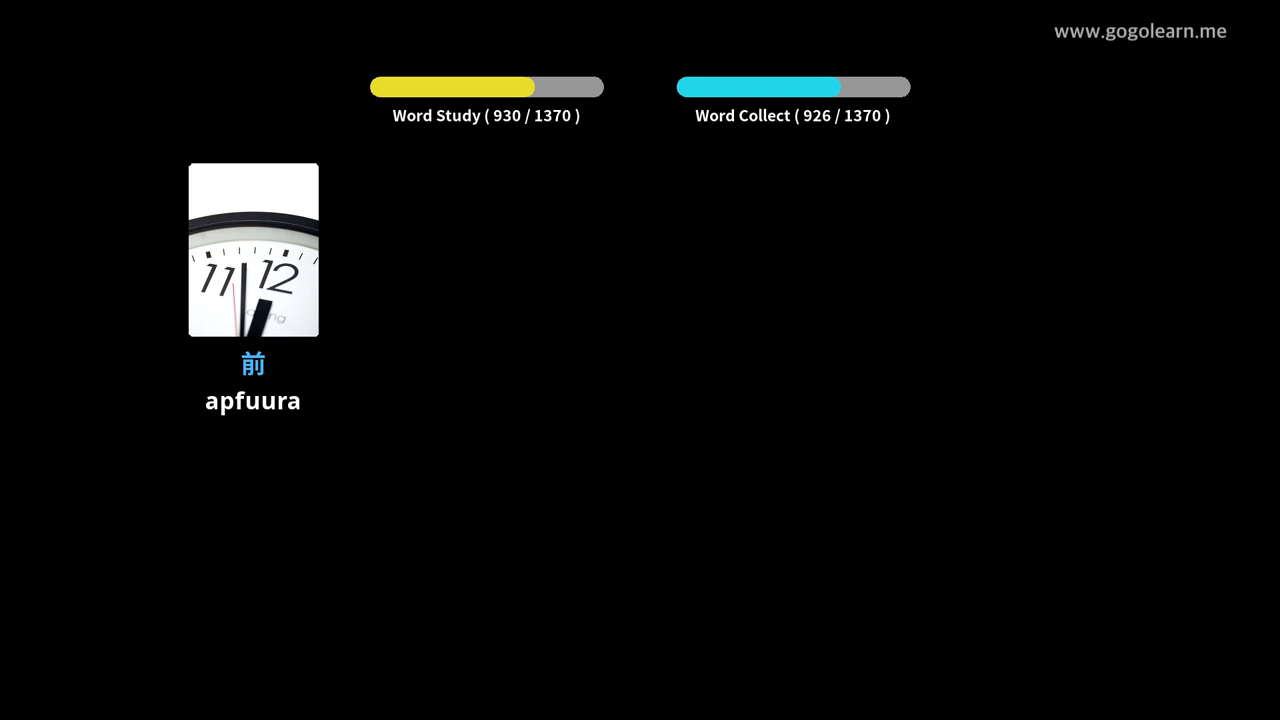 www.gogolearn.me
Word Study ( 930 / 1370 )
Word Collect ( 926 / 1370 )
11 12
前
apfuura